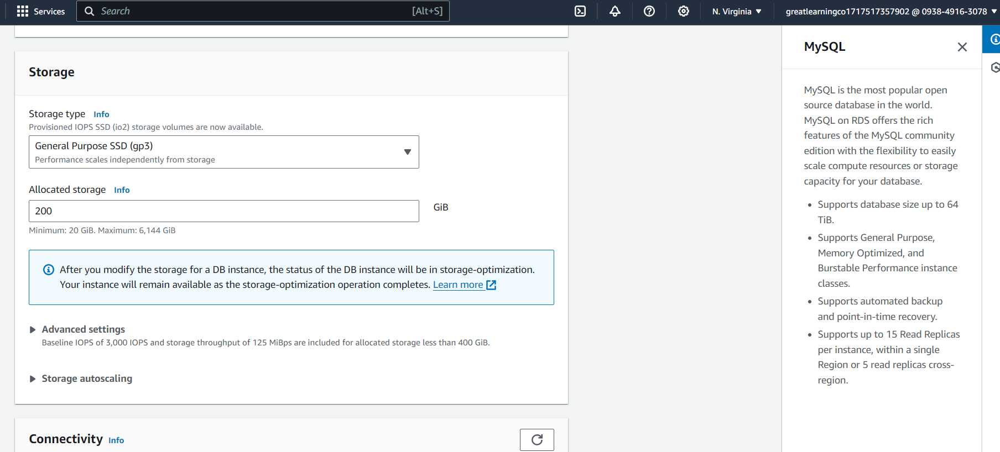 Services
Search
[Alt+S]
N. Virginia
greatlearningco1717517357902 @ 0938-4916-3078
Storage
Storage type Info
Provisioned IOPS SSD (io2) storage volumes are now available.
General Purpose SSD (gp3)
Performance scales independently from storage
Allocated storage Info
200
GiB
Minimum: 20 GiB. Maximum: 6,144 GiB
After you modify the storage for a DB instance, the status of the DB instance will be in storage-optimization.
Your instance will remain available as the storage-optimization operation completes. Learn more
Advanced settings
Baseline IOPS of 3,000 IOPS and storage throughput of 125 MiBps are included for allocated storage less than 400 GiB.
Storage autoscaling
Connectivity Info
MySQL
MySQL is the most popular open
source database in the world.
MySQL on RDS offers the rich
features of the MySQL community
edition with the flexibility to easily
scale compute resources or storage
capacity for your database.
• Supports database size up to 64
TiB.
• Supports General Purpose,
Memory Optimized, and
Burstable Performance instance
classes.
• Supports automated backup
and point-in-time recovery.
• Supports up to 15 Read Replicas
per instance, within a single
Region or 5 read replicas cross-
region.